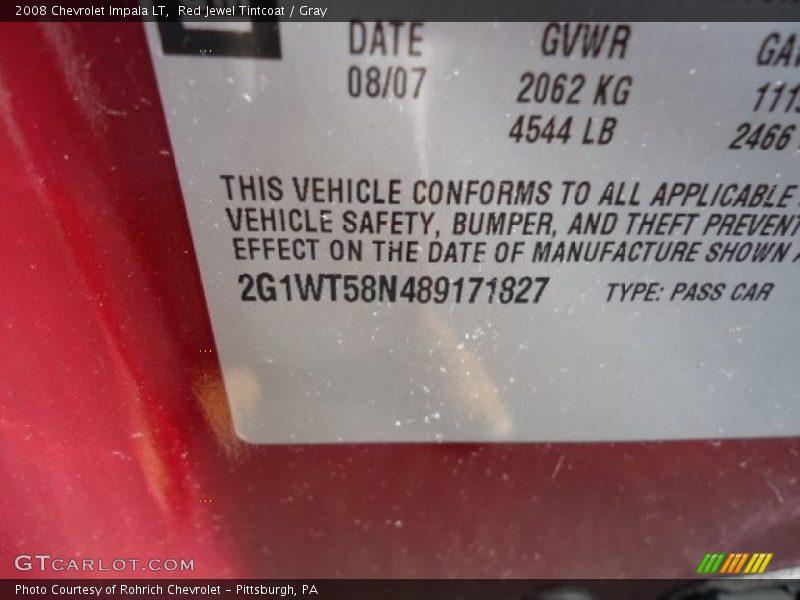 2008 Chevrolet Impala LT, Red Jewel Tintcoat / Gray
DATE GVWR
08/07 2062 KG
4544 LB 2466
THIS VEHICLE CONFORMS TO ALL APPLICABLE
VEHICLE SAFETY, BUMPER, AND THEFT PREVENT
EFFECT ON THE DATE OF MANUFACTURE SHOWN
2G1WT58N489171827 TYPE: PASS CAR
GTCARLOT.COM
Photo Courtesy of Rohrich Chevrolet - Pittsburgh, PA